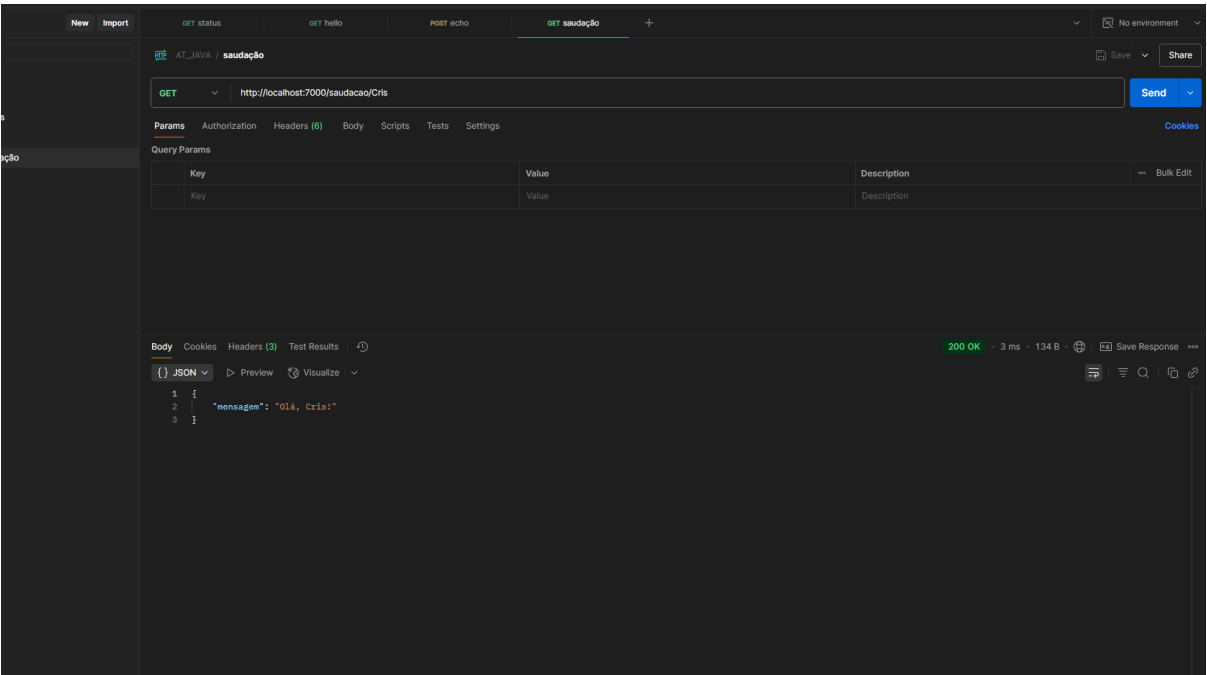 New Import GET status GET hello POST echo GET saudação No environment
HTTP AT_JAVA / saudação Save Share
GET http://localhost:7000/saudacao/Cris Send
s
Params Authorization Headers (6) Body Scripts Tests Settings Cookies
Query Params
ação
Key Value Description Bulk Edit
Key Value Description
Body Cookies Headers (3) Test Results 200 OK 3 ms 134 B Save Response
{} JSON Preview Visualize
1 {
2 "mensagem": "Olá, Cris!"
3 }